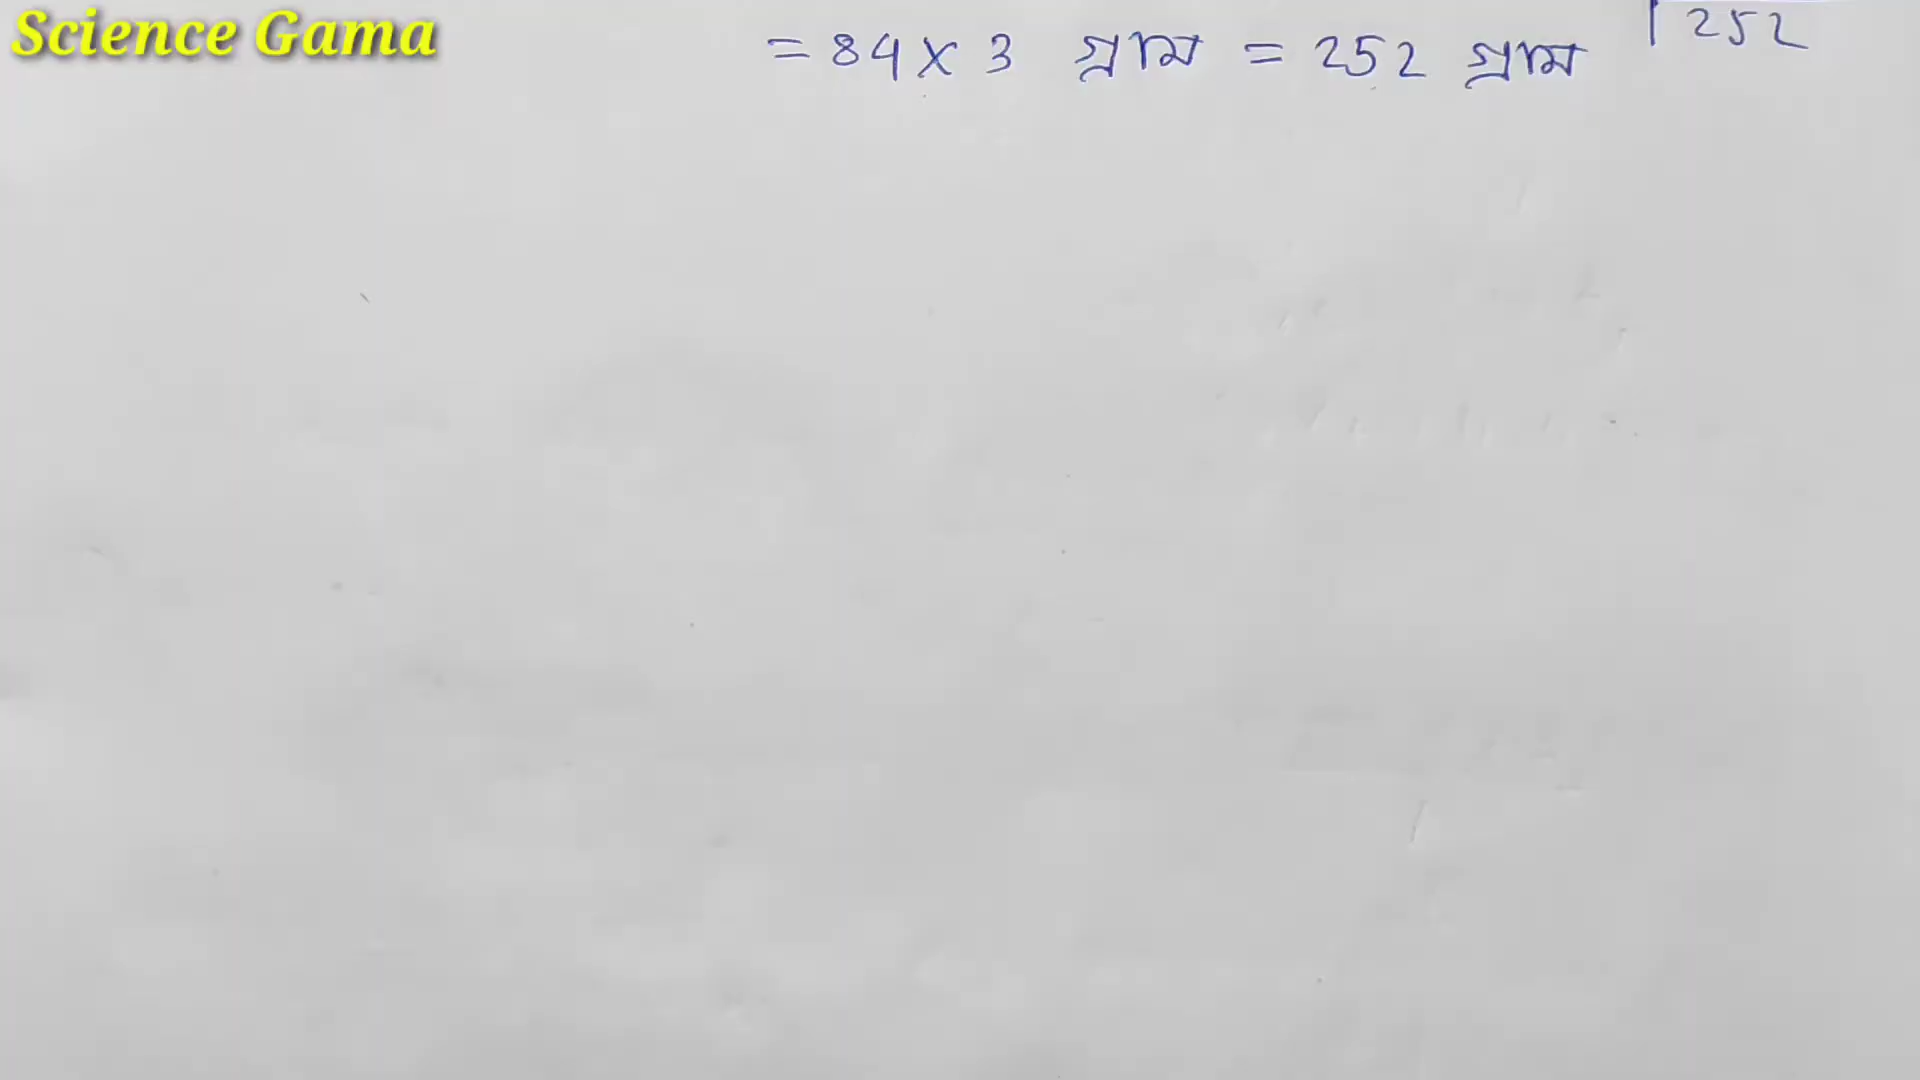 Science Gama
= 84 × 3 গ্রাম = 252 গ্রাম
252